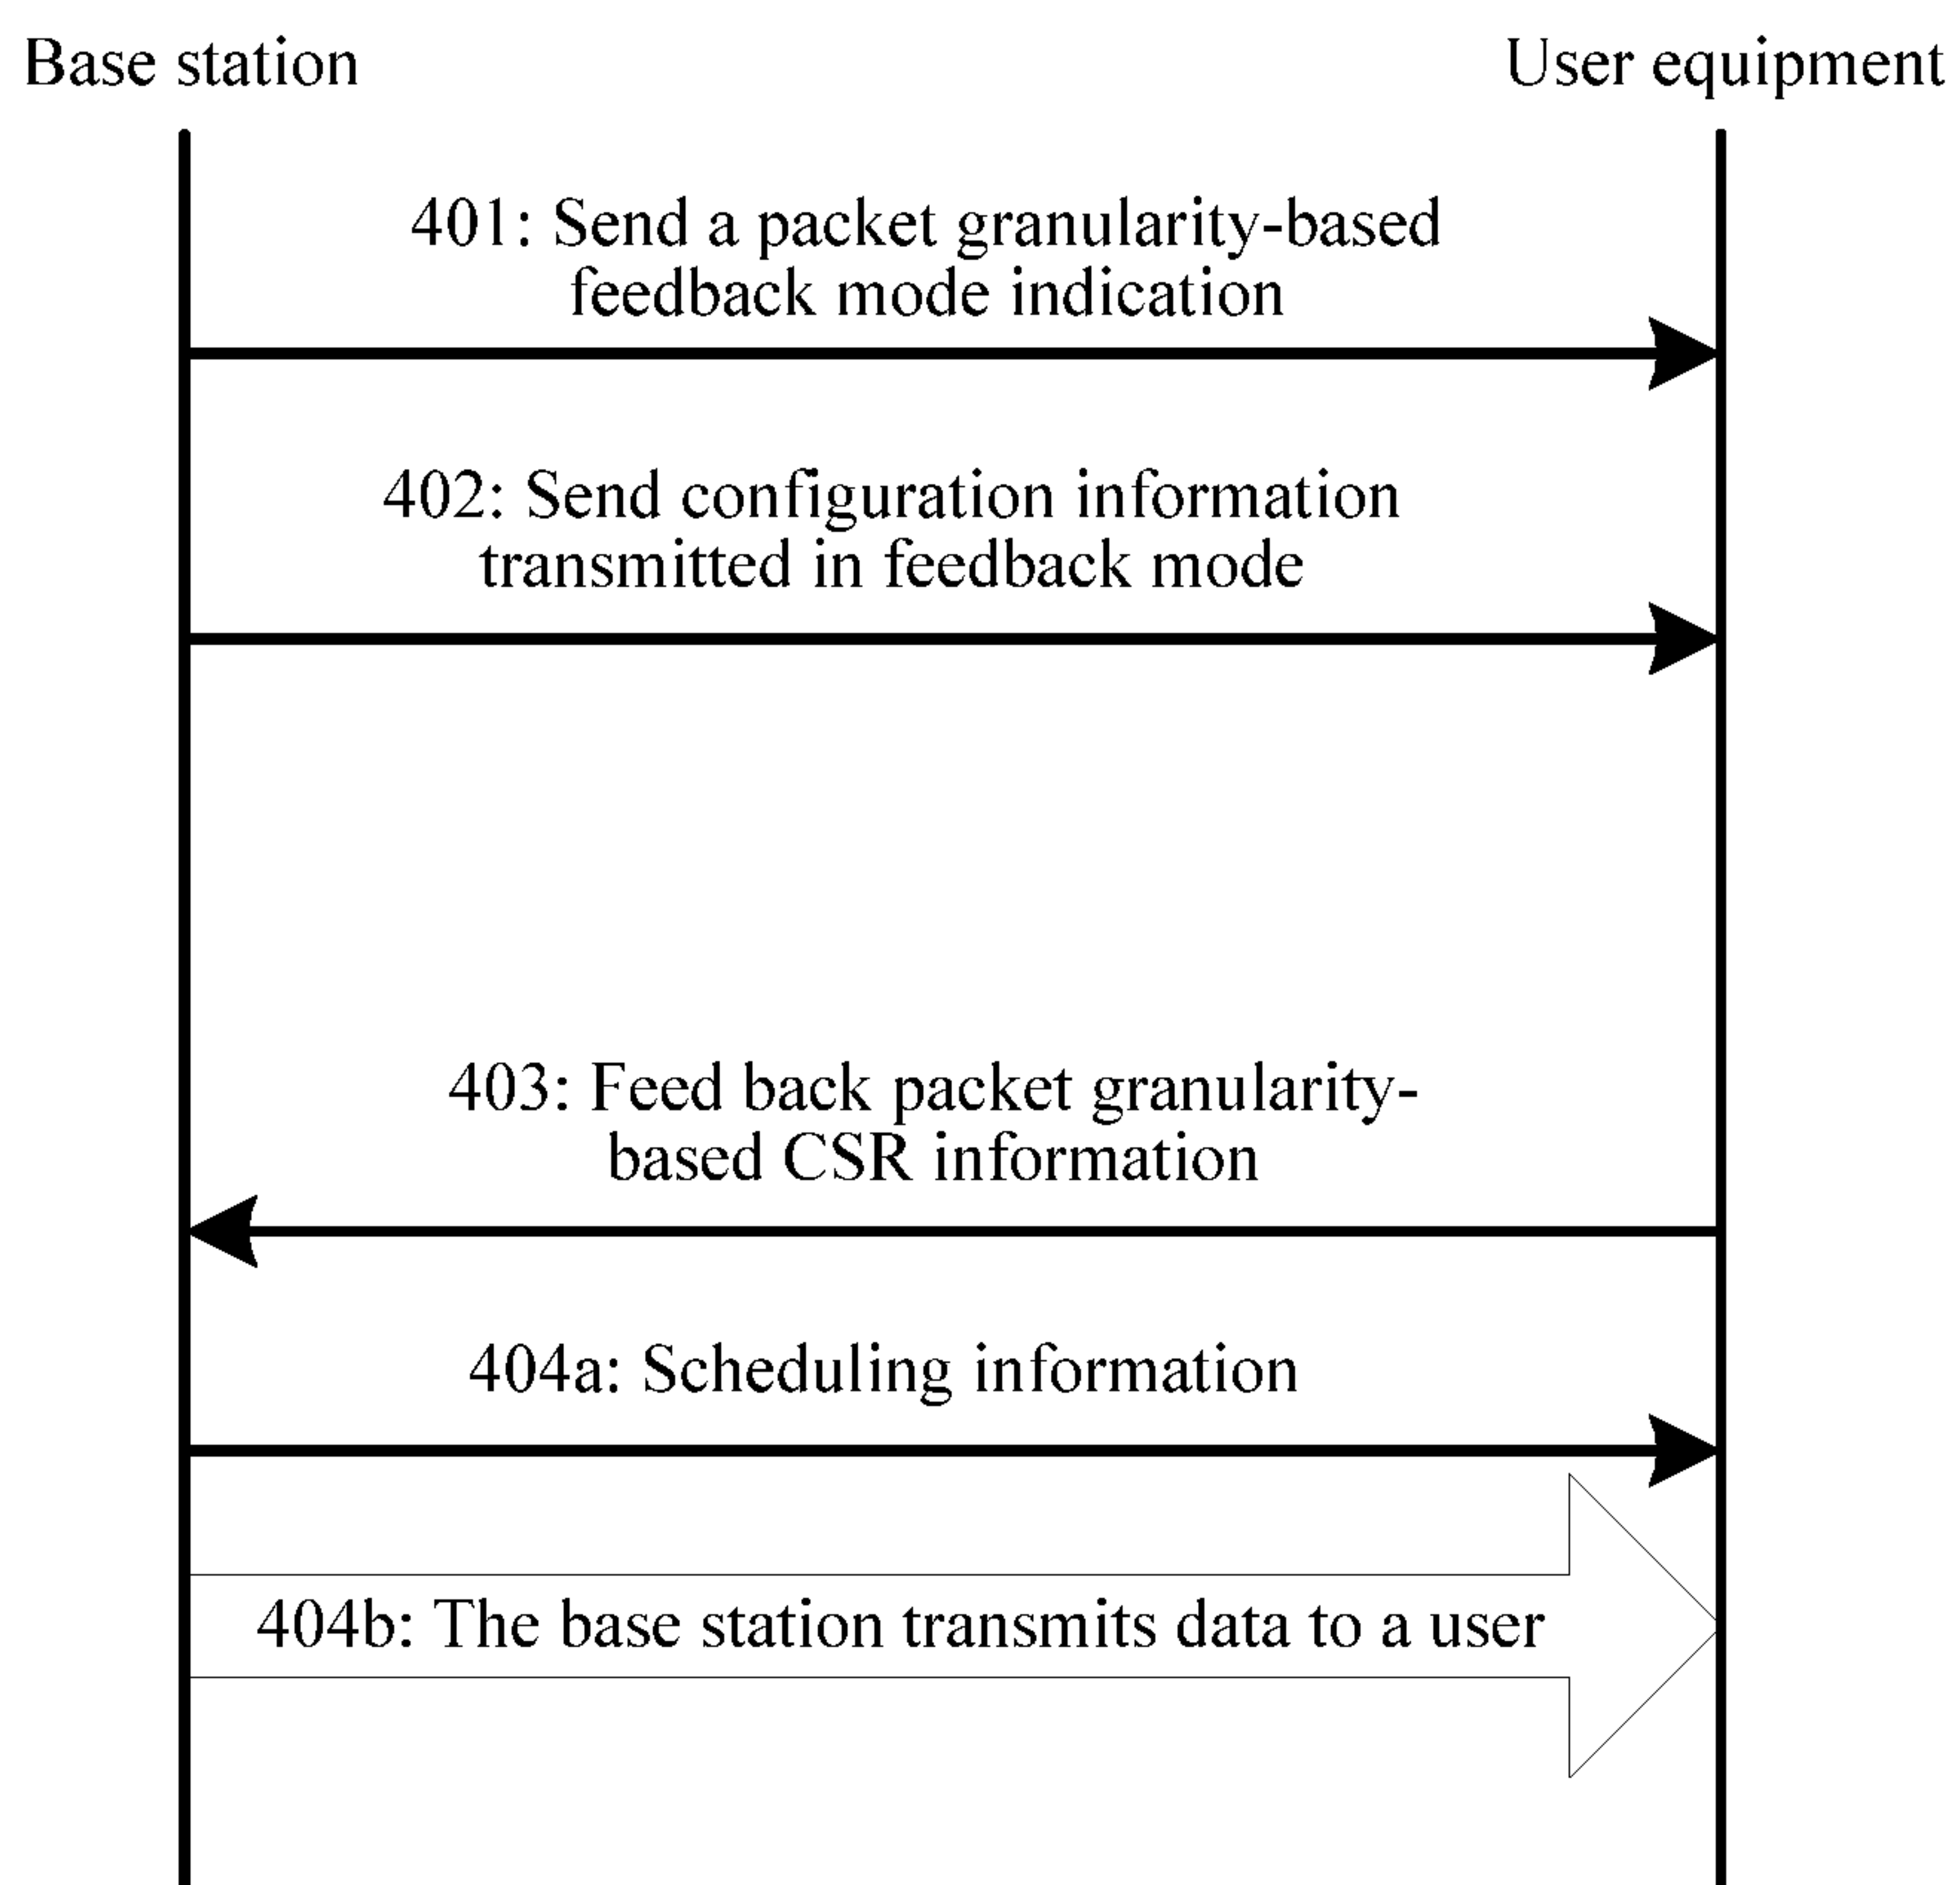 Base station
User equipment
401: Send a packet granularity-based
feedback mode indication
402: Send configuration information
transmitted in feedback mode
403: Feed back packet granularity-
based CSR information
404a: Scheduling information
404b: The base station transmits data to a user